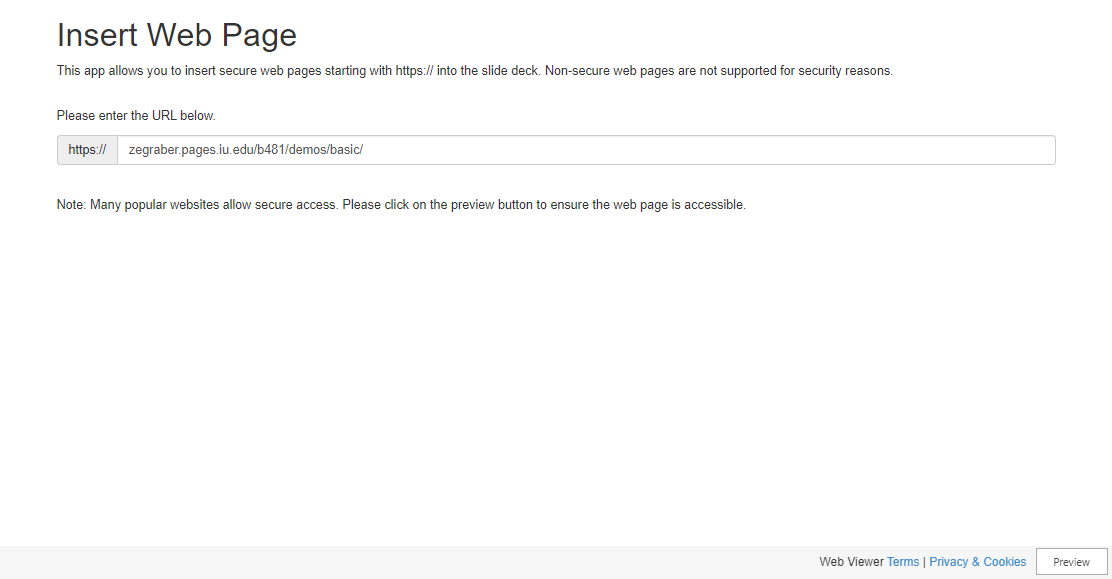 Insert Web Page
This app allows you to insert secure web pages starting with https:// into the slide deck. Non-secure web pages are not supported for security reasons.
Please enter the URL below.
https:// zegraber.pages.iu.edu/b481/demos/basic/
Note: Many popular websites allow secure access. Please click on the preview button to ensure the web page is accessible.
Web Viewer Terms | Privacy & Cookies Preview